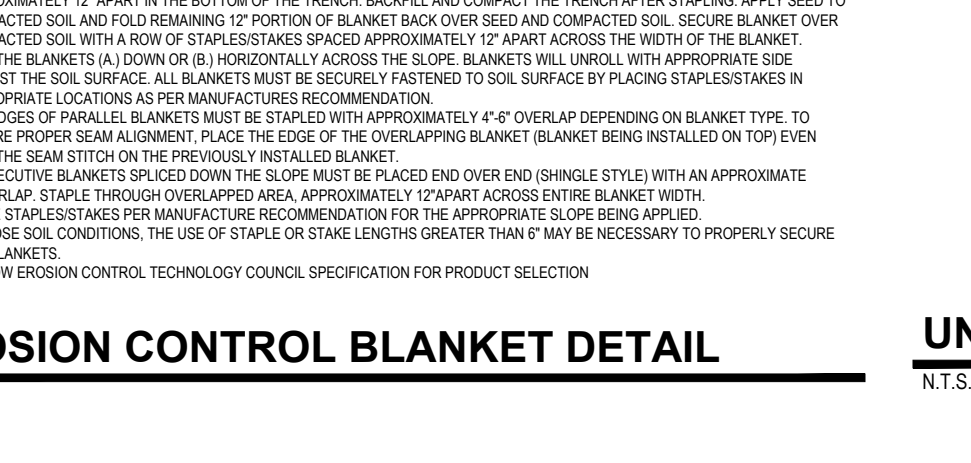 OXIMATELY 12" APART IN THE BOTTOM OF THE TRENCH. BACKFILL AND COMPACT THE TRENCH AFTER STAPLING. APPLY SEED TO
ACTED SOIL AND FOLD REMAINING 12" PORTION OF BLANKET BACK OVER SEED AND COMPACTED SOIL. SECURE BLANKET OVER
ACTED SOIL WITH A ROW OF STAPLES/STAKES SPACED APPROXIMATELY 12" APART ACROSS THE WIDTH OF THE BLANKET.
THE BLANKETS (A.) DOWN OR (B.) HORIZONTALLY ACROSS THE SLOPE. BLANKETS WILL UNROLL WITH APPROPRIATE SIDE
ST THE SOIL SURFACE. ALL BLANKETS MUST BE SECURELY FASTENED TO SOIL SURFACE BY PLACING STAPLES/STAKES IN
OPRIATE LOCATIONS AS PER MANUFACTURES RECOMMENDATION.
DGES OF PARALLEL BLANKETS MUST BE STAPLED WITH APPROXIMATELY 4"-6" OVERLAP DEPENDING ON BLANKET TYPE. TO
RE PROPER SEAM ALIGNMENT, PLACE THE EDGE OF THE OVERLAPPING BLANKET (BLANKET BEING INSTALLED ON TOP) EVEN
THE SEAM STITCH ON THE PREVIOUSLY INSTALLED BLANKET.
ECUTIVE BLANKETS SPLICED DOWN THE SLOPE MUST BE PLACED END OVER END (SHINGLE STYLE) WITH AN APPROXIMATE
RLAP. STAPLE THROUGH OVERLAPPED AREA, APPROXIMATELY 12"APART ACROSS ENTIRE BLANKET WIDTH.
STAPLES/STAKES PER MANUFACTURE RECOMMENDATION FOR THE APPROPRIATE SLOPE BEING APPLIED.
OSE SOIL CONDITIONS, THE USE OF STAPLE OR STAKE LENGTHS GREATER THAN 6" MAY BE NECESSARY TO PROPERLY SECURE
LANKETS.
OW EROSION CONTROL TECHNOLOGY COUNCIL SPECIFICATION FOR PRODUCT SELECTION
OSION CONTROL BLANKET DETAIL
UN
N.T.S.